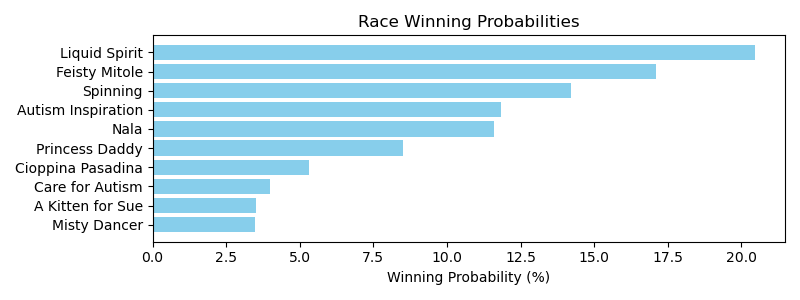 Race Winning Probabilities
Liquid Spirit
Feisty Mitole
Spinning
Autism Inspiration
Nala
Princess Daddy
Cioppina Pasadina
Care for Autism
A Kitten for Sue
Misty Dancer
0.0 2.5 5.0 7.5 10.0 12.5 15.0 17.5 20.0
Winning Probability (%)